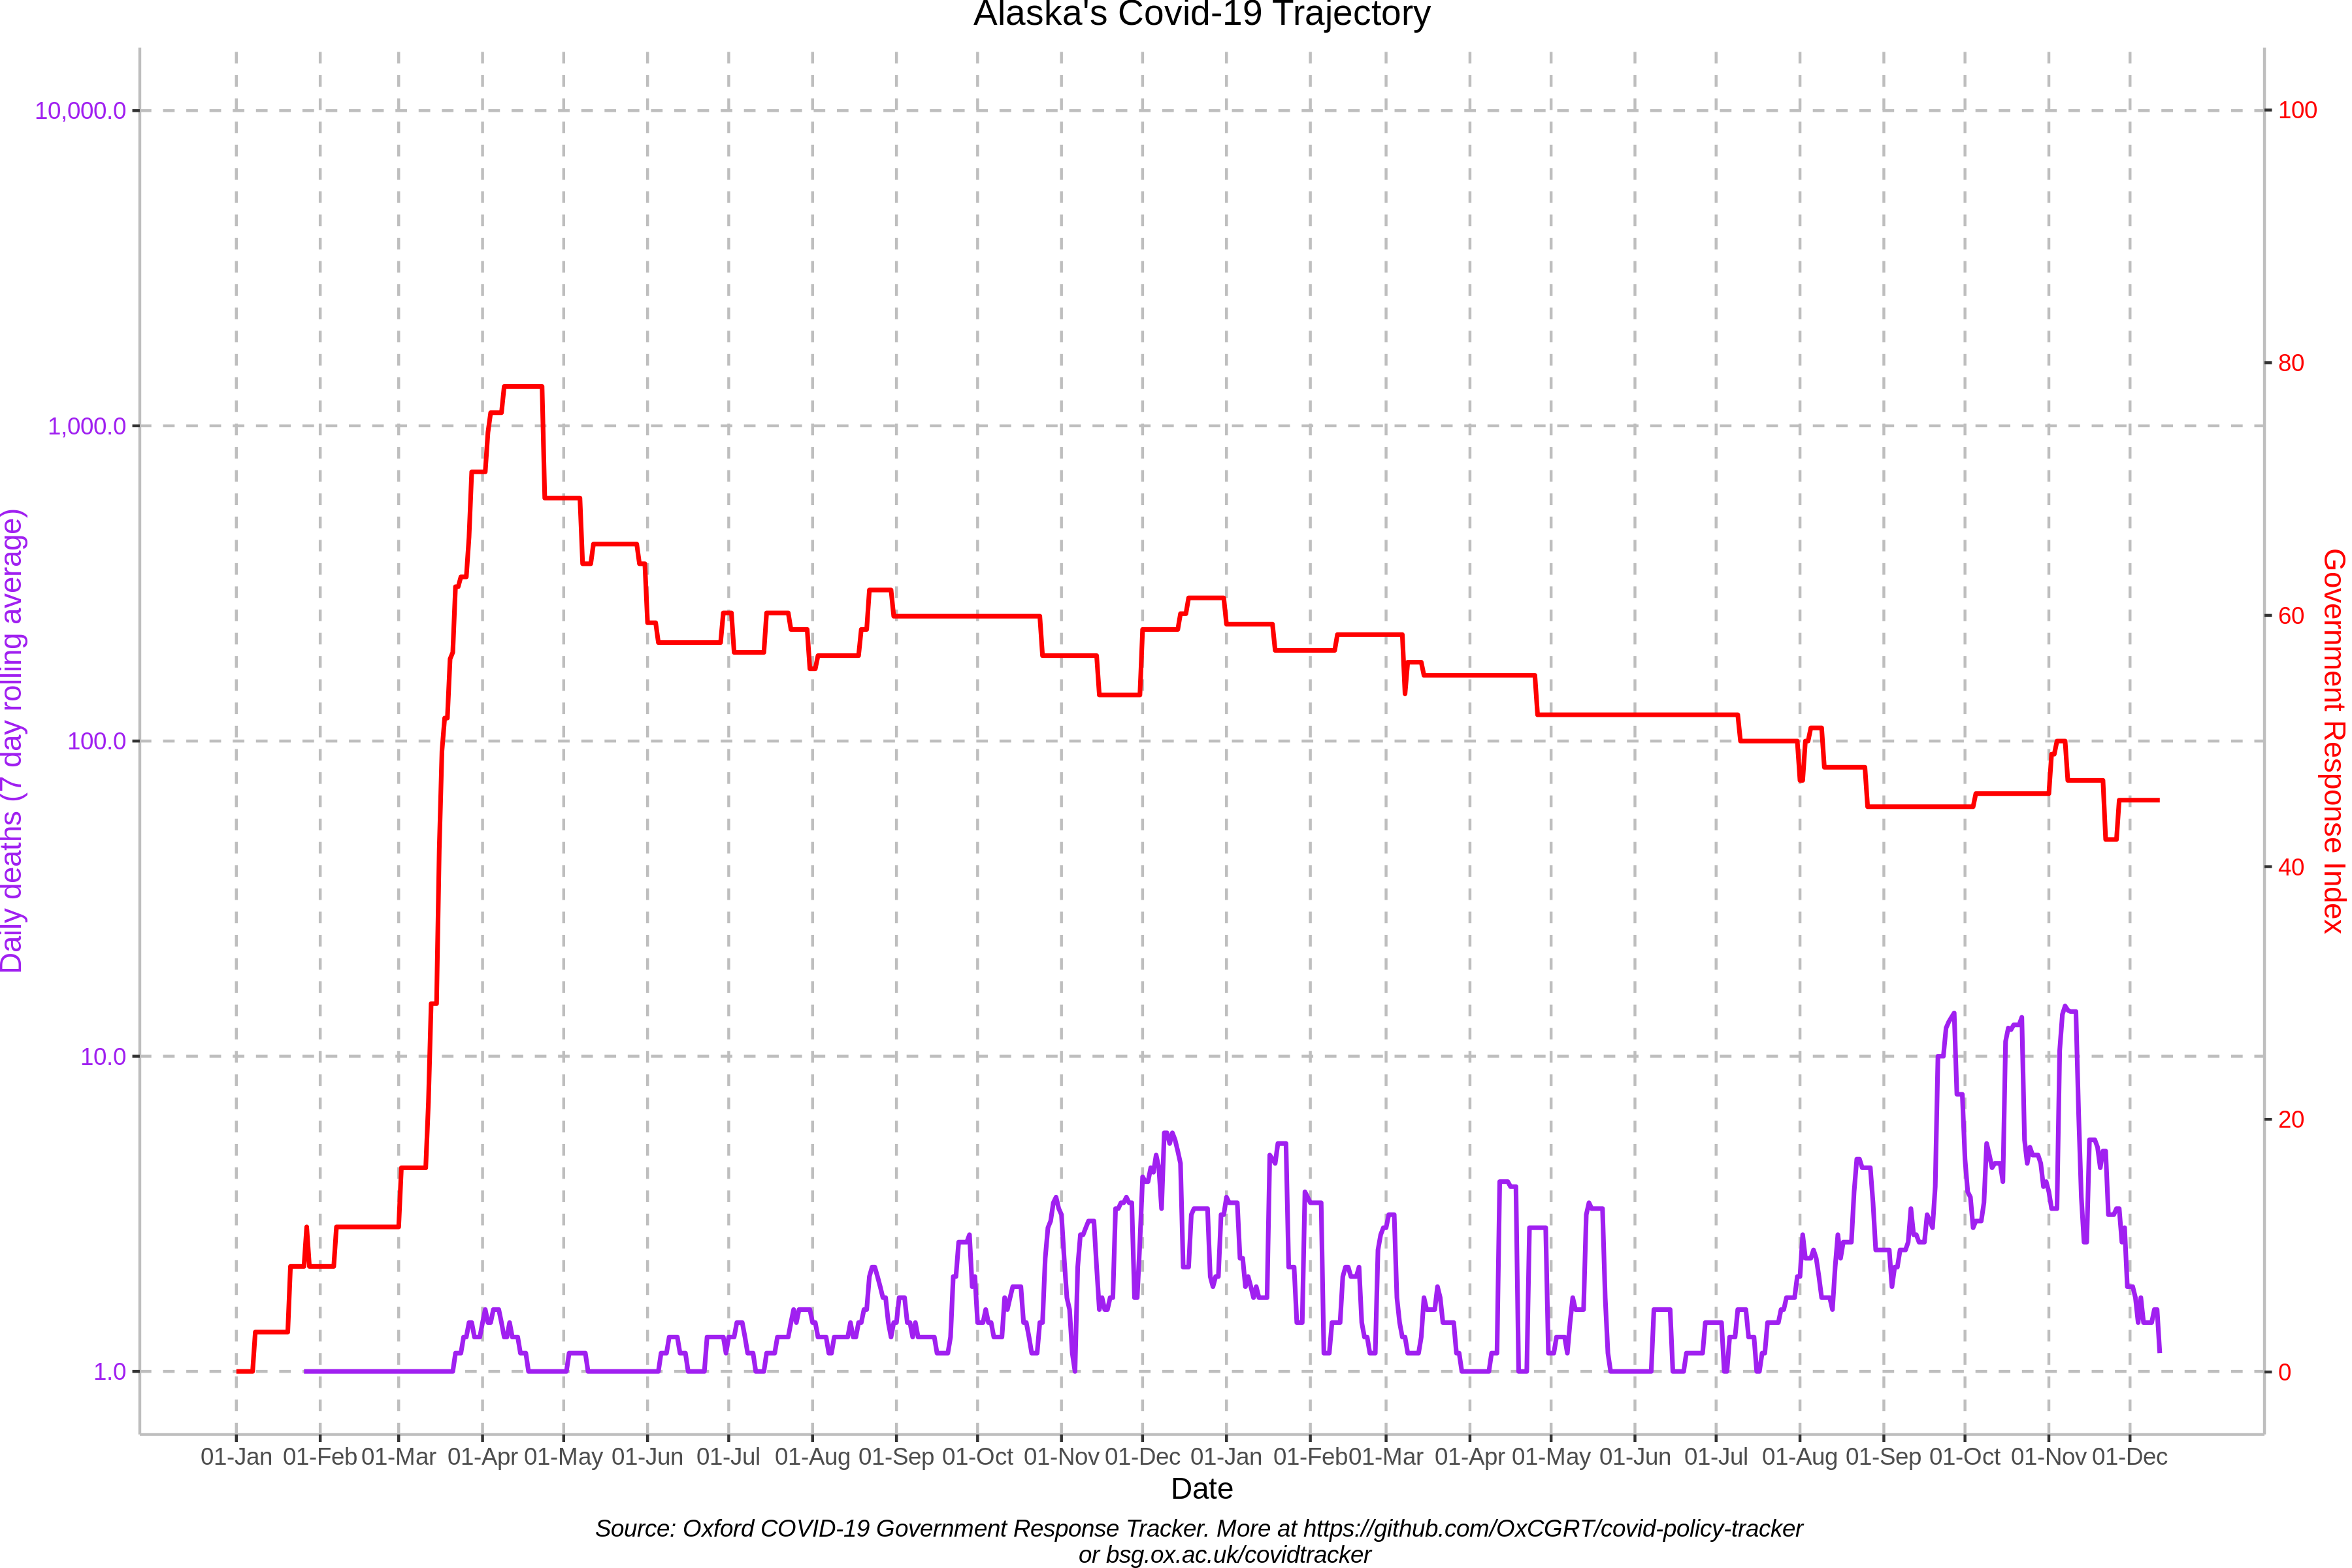 Alaska's Covid-19 Trajectory
10,000.0
1,000.0
100.0
10.0
1.0
Daily deaths (7 day rolling average)
100
80
60
40
20
0
Government Response Index
01-Jan 01-Feb 01-Mar 01-Apr 01-May 01-Jun 01-Jul 01-Aug 01-Sep 01-Oct 01-Nov 01-Dec 01-Jan 01-Feb 01-Mar 01-Apr 01-May 01-Jun 01-Jul 01-Aug 01-Sep 01-Oct 01-Nov 01-Dec
Date
Source: Oxford COVID-19 Government Response Tracker. More at https://github.com/OxCGRT/covid-policy-tracker
or bsg.ox.ac.uk/covidtracker